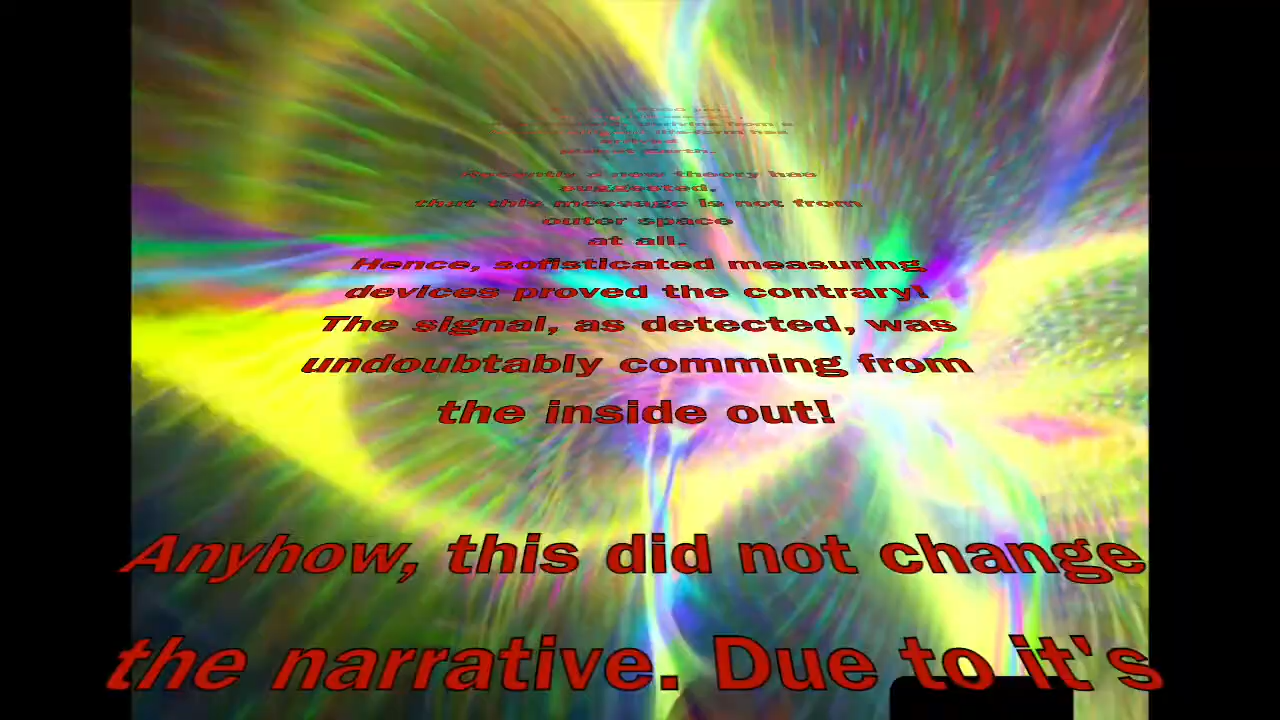 planet Earth.
Recently a new theory has
suggested,
that this message is not from
outer space
at all.
Hence, sofisticated measuring
devices proved the contrary!
The signal, as detected, was
undoubtably comming from
the inside out!
Anyhow, this did not change
the narrative. Due to it's